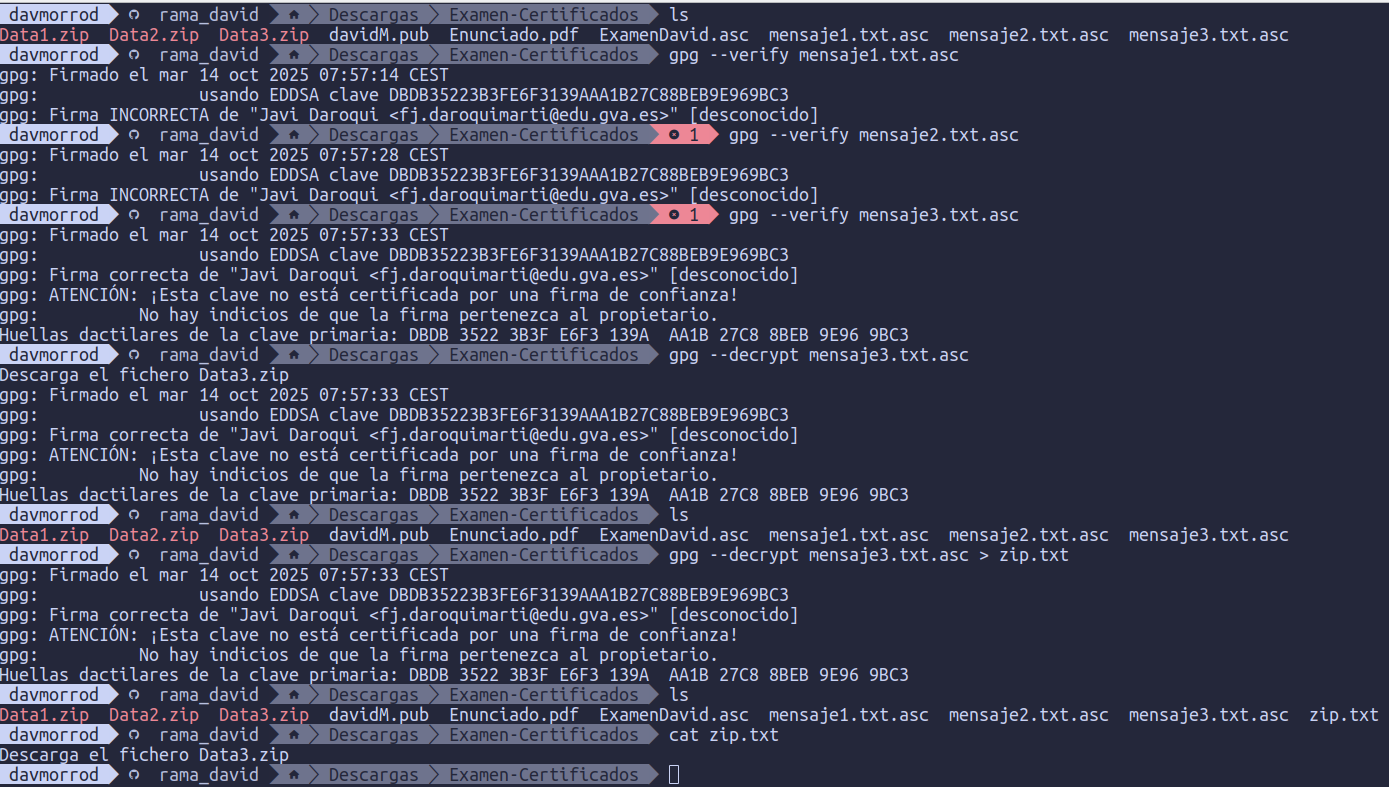 davmorrod rama_david Descargas Examen-Certificados ls
Data1.zip Data2.zip Data3.zip davidM.pub Enunciado.pdf ExamenDavid.asc mensaje1.txt.asc mensaje2.txt.asc mensaje3.txt.asc
davmorrod rama_david Descargas Examen-Certificados gpg --verify mensaje1.txt.asc
gpg: Firmado el mar 14 oct 2025 07:57:14 CEST
gpg: usando EDDSA clave DBDB35223B3FE6F3139AAA1B27C88BEB9E969BC3
gpg: Firma INCORRECTA de "Javi Daroqui <fj.daroquimarti@edu.gva.es>" [desconocido]
davmorrod rama_david Descargas Examen-Certificados 1 gpg --verify mensaje2.txt.asc
gpg: Firmado el mar 14 oct 2025 07:57:28 CEST
gpg: usando EDDSA clave DBDB35223B3FE6F3139AAA1B27C88BEB9E969BC3
gpg: Firma INCORRECTA de "Javi Daroqui <fj.daroquimarti@edu.gva.es>" [desconocido]
davmorrod rama_david Descargas Examen-Certificados 1 gpg --verify mensaje3.txt.asc
gpg: Firmado el mar 14 oct 2025 07:57:33 CEST
gpg: usando EDDSA clave DBDB35223B3FE6F3139AAA1B27C88BEB9E969BC3
gpg: Firma correcta de "Javi Daroqui <fj.daroquimarti@edu.gva.es>" [desconocido]
gpg: ATENCIÓN: ¡Esta clave no está certificada por una firma de confianza!
gpg: No hay indicios de que la firma pertenezca al propietario.
Huellas dactilares de la clave primaria: DBDB 3522 3B3F E6F3 139A AA1B 27C8 8BEB 9E96 9BC3
davmorrod rama_david Descargas Examen-Certificados gpg --decrypt mensaje3.txt.asc
Descarga el fichero Data3.zip
gpg: Firmado el mar 14 oct 2025 07:57:33 CEST
gpg: usando EDDSA clave DBDB35223B3FE6F3139AAA1B27C88BEB9E969BC3
gpg: Firma correcta de "Javi Daroqui <fj.daroquimarti@edu.gva.es>" [desconocido]
gpg: ATENCIÓN: ¡Esta clave no está certificada por una firma de confianza!
gpg: No hay indicios de que la firma pertenezca al propietario.
Huellas dactilares de la clave primaria: DBDB 3522 3B3F E6F3 139A AA1B 27C8 8BEB 9E96 9BC3
davmorrod rama_david Descargas Examen-Certificados ls
Data1.zip Data2.zip Data3.zip davidM.pub Enunciado.pdf ExamenDavid.asc mensaje1.txt.asc mensaje2.txt.asc mensaje3.txt.asc
davmorrod rama_david Descargas Examen-Certificados gpg --decrypt mensaje3.txt.asc > zip.txt
gpg: Firmado el mar 14 oct 2025 07:57:33 CEST
gpg: usando EDDSA clave DBDB35223B3FE6F3139AAA1B27C88BEB9E969BC3
gpg: Firma correcta de "Javi Daroqui <fj.daroquimarti@edu.gva.es>" [desconocido]
gpg: ATENCIÓN: ¡Esta clave no está certificada por una firma de confianza!
gpg: No hay indicios de que la firma pertenezca al propietario.
Huellas dactilares de la clave primaria: DBDB 3522 3B3F E6F3 139A AA1B 27C8 8BEB 9E96 9BC3
davmorrod rama_david Descargas Examen-Certificados ls
Data1.zip Data2.zip Data3.zip davidM.pub Enunciado.pdf ExamenDavid.asc mensaje1.txt.asc mensaje2.txt.asc mensaje3.txt.asc zip.txt
davmorrod rama_david Descargas Examen-Certificados cat zip.txt
Descarga el fichero Data3.zip
davmorrod rama_david Descargas Examen-Certificados